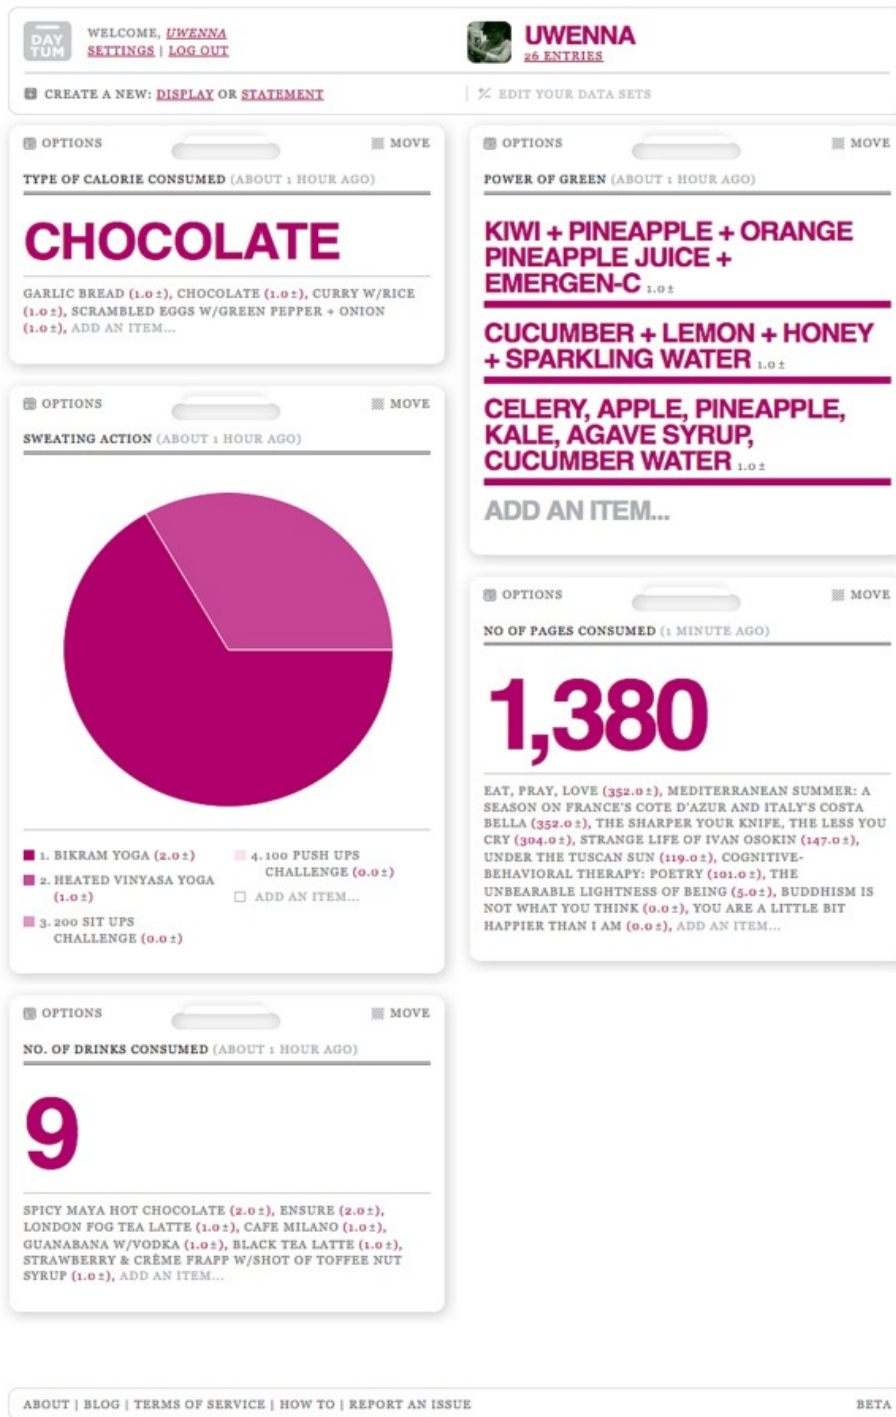 DAY
TUM
WELCOME, UWENNA
SETTINGS | LOG OUT
UWENNA
26 ENTRIES
CREATE A NEW: DISPLAY OR STATEMENT
EDIT YOUR DATA SETS
OPTIONS
MOVE
TYPE OF CALORIE CONSUMED (ABOUT 1 HOUR AGO)
CHOCOLATE
GARLIC BREAD (1.0 ±), CHOCOLATE (1.0 ±), CURRY W/RICE
(1.0 ±), SCRAMBLED EGGS W/GREEN PEPPER + ONION
(1.0 ±), ADD AN ITEM...
OPTIONS
MOVE
SWEATING ACTION (ABOUT 1 HOUR AGO)
1. BIKRAM YOGA (2.0 ±)
2. HEATED VINYASA YOGA
(1.0 ±)
3. 200 SIT UPS
CHALLENGE (0.0 ±)
4. 100 PUSH UPS
CHALLENGE (0.0 ±)
ADD AN ITEM...
OPTIONS
MOVE
NO. OF DRINKS CONSUMED (ABOUT 1 HOUR AGO)
9
SPICY MAYA HOT CHOCOLATE (2.0 ±), ENSURE (2.0 ±),
LONDON FOG TEA LATTE (1.0 ±), CAFE MILANO (1.0 ±),
GUANABANA W/VODKA (1.0 ±), BLACK TEA LATTE (1.0 ±),
STRAWBERRY & CRÈME FRAPP W/SHOT OF TOFFEE NUT
SYRUP (1.0 ±), ADD AN ITEM...
OPTIONS
MOVE
POWER OF GREEN (ABOUT 1 HOUR AGO)
KIWI + PINEAPPLE + ORANGE
PINEAPPLE JUICE +
EMERGEN-C 1.0 ±
CUCUMBER + LEMON + HONEY
+ SPARKLING WATER 1.0 ±
CELERY, APPLE, PINEAPPLE,
KALE, AGAVE SYRUP,
CUCUMBER WATER 1.0 ±
ADD AN ITEM...
OPTIONS
MOVE
NO OF PAGES CONSUMED (1 MINUTE AGO)
1,380
EAT, PRAY, LOVE (352.0 ±), MEDITERRANEAN SUMMER: A
SEASON ON FRANCE'S COTE D'AZUR AND ITALY'S COSTA
BELLA (352.0 ±), THE SHARPER YOUR KNIFE, THE LESS YOU
CRY (304.0 ±), STRANGE LIFE OF IVAN OSOKIN (147.0 ±),
UNDER THE TUSCAN SUN (119.0 ±), COGNITIVE-
BEHAVIORAL THERAPY: POETRY (101.0 ±), THE
UNBEARABLE LIGHTNESS OF BEING (5.0 ±), BUDDHISM IS
NOT WHAT YOU THINK (0.0 ±), YOU ARE A LITTLE BIT
HAPPIER THAN I AM (0.0 ±), ADD AN ITEM...
ABOUT | BLOG | TERMS OF SERVICE | HOW TO | REPORT AN ISSUE
BETA